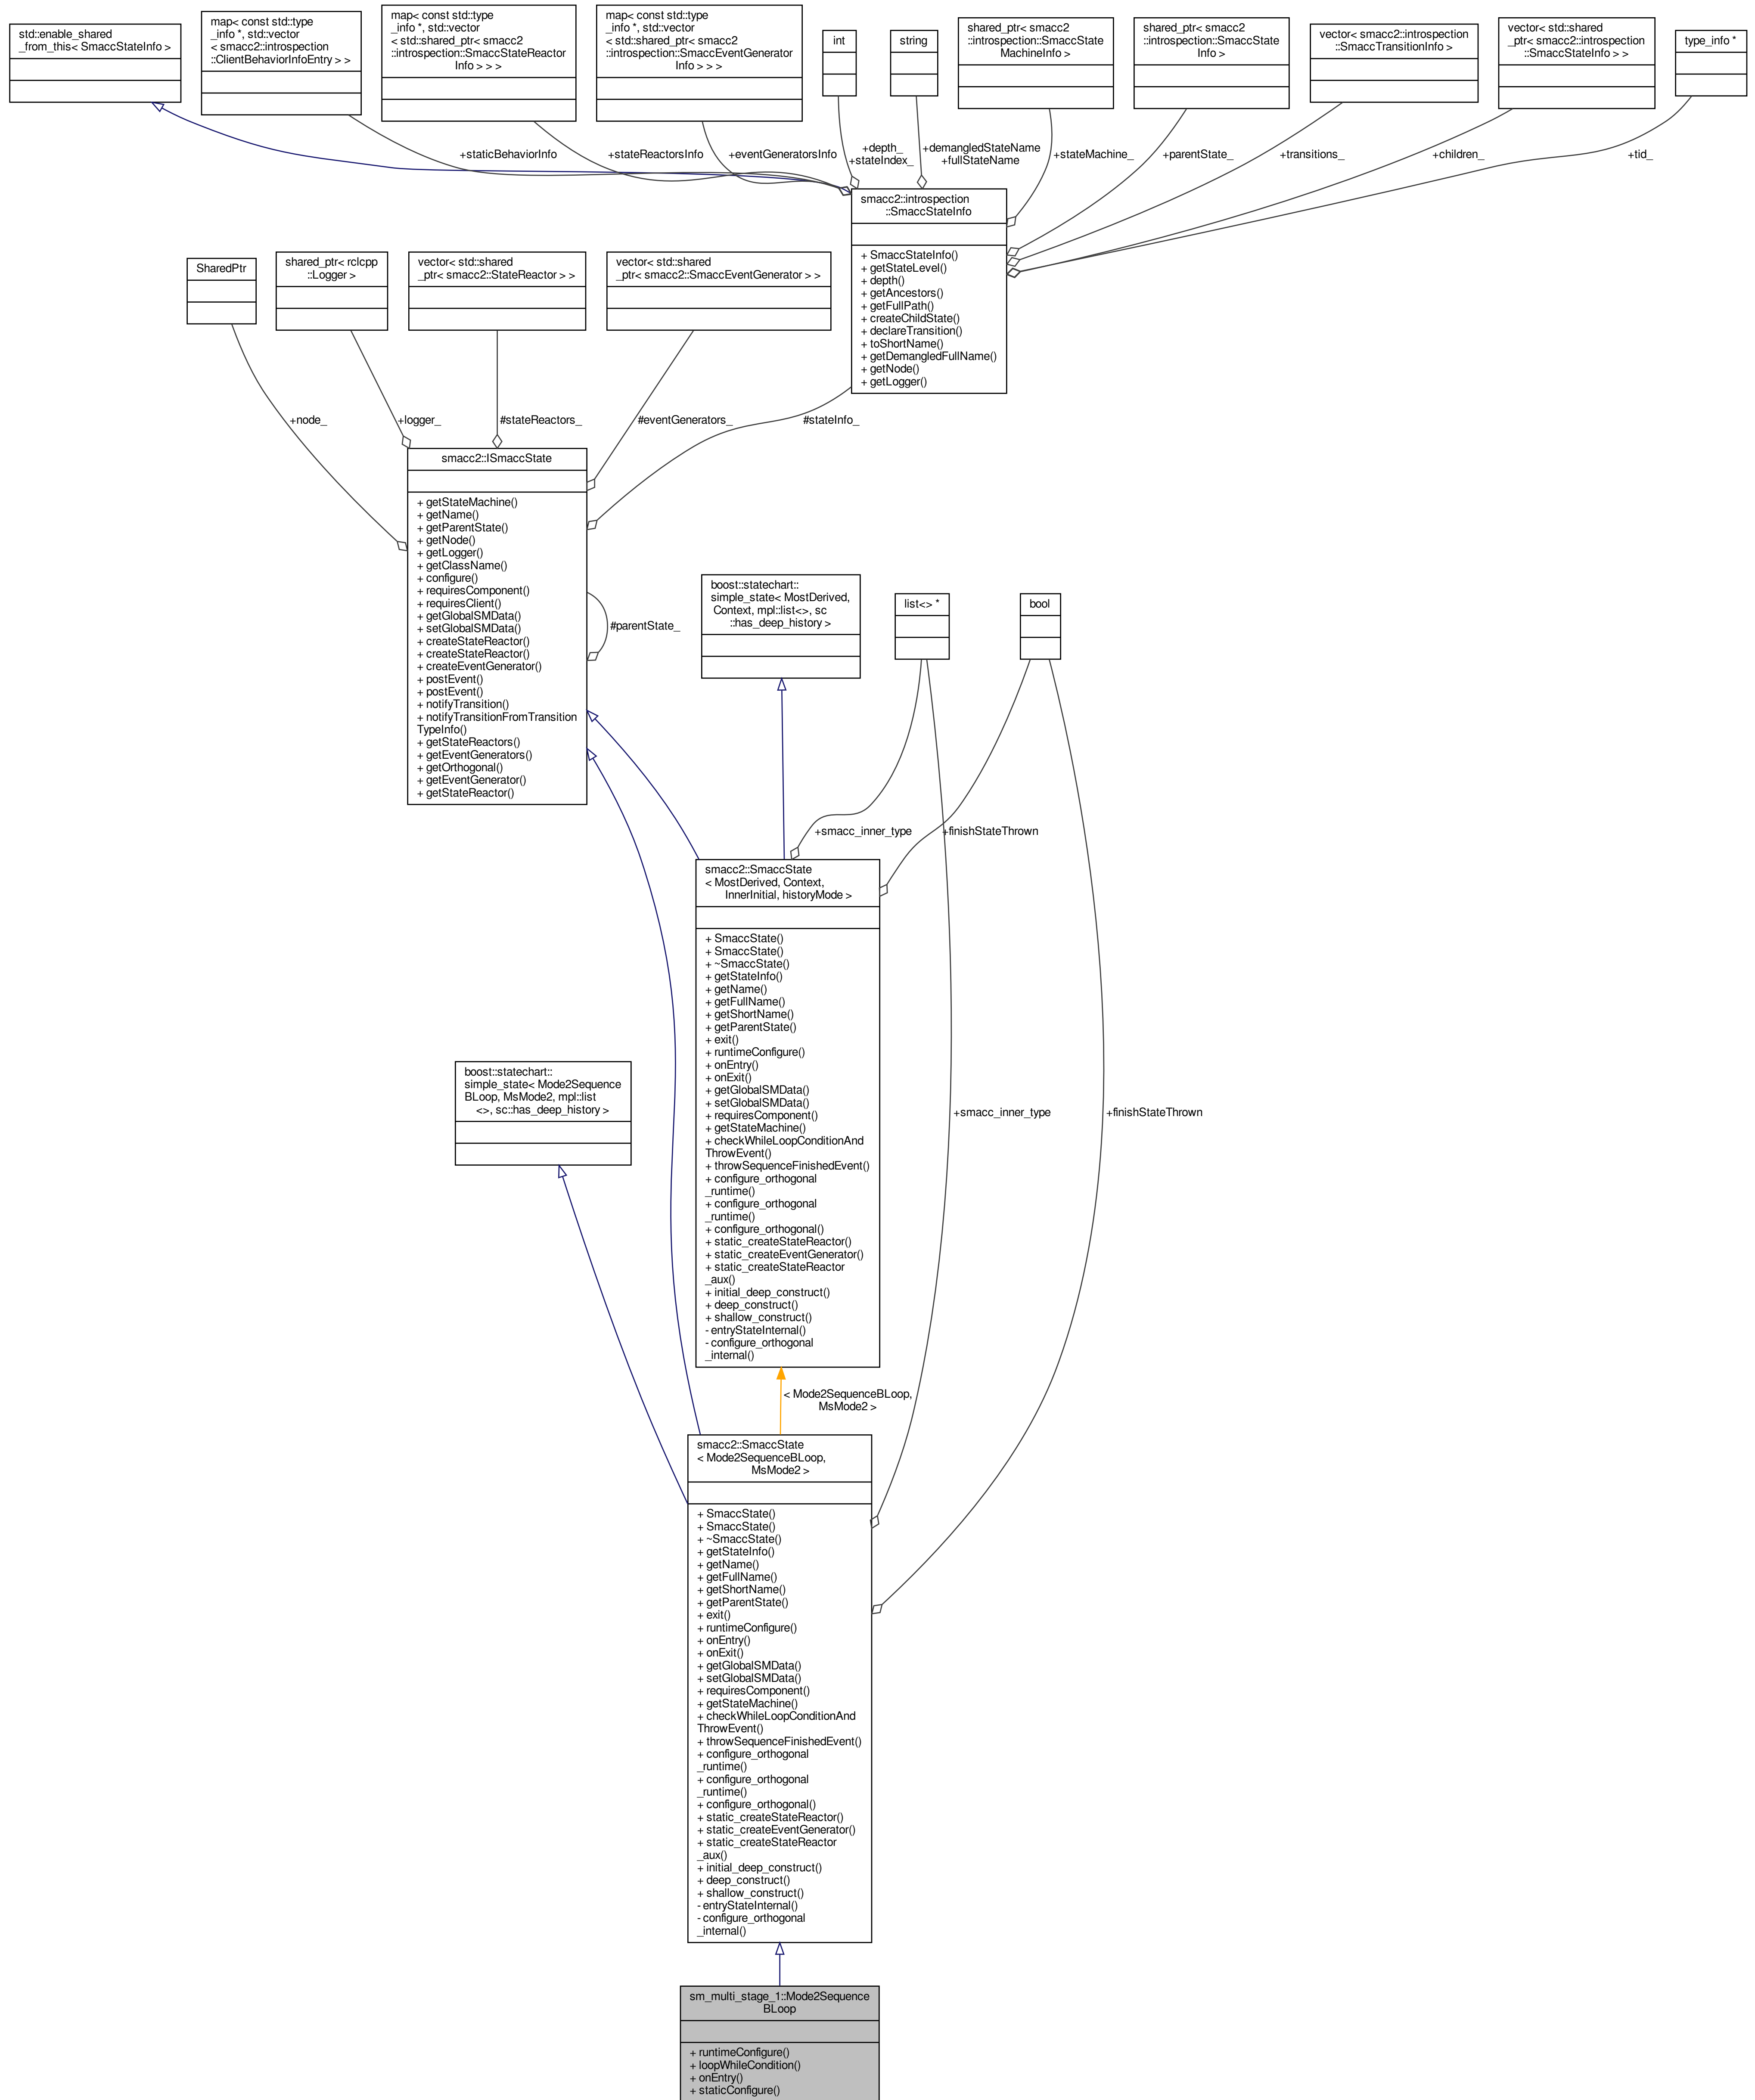 std::enable_shared
_from_this< SmaccStateInfo >
map< const std::type
_info *, std::vector
< smacc2::introspection
::ClientBehaviorInfoEntry > >
map< const std::type
_info *, std::vector
< std::shared_ptr< smacc2
::introspection::SmaccStateReactor
Info > > >
map< const std::type
_info *, std::vector
< std::shared_ptr< smacc2
::introspection::SmaccEventGenerator
Info > > >
int
string
shared_ptr< smacc2
::introspection::SmaccState
MachineInfo >
shared_ptr< smacc2
::introspection::SmaccState
Info >
vector< smacc2::introspection
::SmaccTransitionInfo >
vector< std::shared
_ptr< smacc2::introspection
::SmaccStateInfo > >
type_info *
+staticBehaviorInfo
+stateReactorsInfo
+eventGeneratorsInfo
+depth_
+stateIndex_
+demangledStateName
+fullStateName
+stateMachine_
+parentState_
+transitions_
+children_
+tid_
smacc2::introspection
::SmaccStateInfo
+ SmaccStateInfo()
+ getStateLevel()
+ depth()
+ getAncestors()
+ getFullPath()
+ createChildState()
+ declareTransition()
+ toShortName()
+ getDemangledFullName()
+ getNode()
+ getLogger()
SharedPtr
shared_ptr< rclcpp
::Logger >
vector< std::shared
_ptr< smacc2::StateReactor > >
vector< std::shared
_ptr< smacc2::SmaccEventGenerator > >
+node_
+logger_
#stateReactors_
#eventGenerators_
#stateInfo_
smacc2::ISmaccState
+ getStateMachine()
+ getName()
+ getParentState()
+ getNode()
+ getLogger()
+ getClassName()
+ configure()
+ requiresComponent()
+ requiresClient()
+ getGlobalSMData()
+ setGlobalSMData()
+ createStateReactor()
+ createStateReactor()
+ createEventGenerator()
+ postEvent()
+ postEvent()
+ notifyTransition()
+ notifyTransitionFromTransition
TypeInfo()
+ getStateReactors()
+ getEventGenerators()
+ getOrthogonal()
+ getEventGenerator()
+ getStateReactor()
#parentState_
boost::statechart::
simple_state< MostDerived,
Context, mpl::list<>, sc
::has_deep_history >
list<> *
bool
+smacc_inner_type
+finishStateThrown
smacc2::SmaccState
< MostDerived, Context,
InnerInitial, historyMode >
+ SmaccState()
+ SmaccState()
+ ~SmaccState()
+ getStateInfo()
+ getName()
+ getFullName()
+ getShortName()
+ getParentState()
+ exit()
+ runtimeConfigure()
+ onEntry()
+ onExit()
+ getGlobalSMData()
+ setGlobalSMData()
+ requiresComponent()
+ getStateMachine()
+ checkWhileLoopConditionAnd
ThrowEvent()
+ throwSequenceFinishedEvent()
+ configure_orthogonal
_runtime()
+ configure_orthogonal
_runtime()
+ configure_orthogonal()
+ static_createStateReactor()
+ static_createEventGenerator()
+ static_createStateReactor
_aux()
+ initial_deep_construct()
+ deep_construct()
+ shallow_construct()
- entryStateInternal()
- configure_orthogonal
_internal()
boost::statechart::
simple_state< Mode2Sequence
BLoop, MsMode2, mpl::list
<>, sc::has_deep_history >
+smacc_inner_type
+finishStateThrown
< Mode2SequenceBLoop,
MsMode2 >
smacc2::SmaccState
< Mode2SequenceBLoop,
MsMode2 >
+ SmaccState()
+ SmaccState()
+ ~SmaccState()
+ getStateInfo()
+ getName()
+ getFullName()
+ getShortName()
+ getParentState()
+ exit()
+ runtimeConfigure()
+ onEntry()
+ onExit()
+ getGlobalSMData()
+ setGlobalSMData()
+ requiresComponent()
+ getStateMachine()
+ checkWhileLoopConditionAnd
ThrowEvent()
+ throwSequenceFinishedEvent()
+ configure_orthogonal
_runtime()
+ configure_orthogonal
_runtime()
+ configure_orthogonal()
+ static_createStateReactor()
+ static_createEventGenerator()
+ static_createStateReactor
_aux()
+ initial_deep_construct()
+ deep_construct()
+ shallow_construct()
- entryStateInternal()
- configure_orthogonal
_internal()
sm_multi_stage_1::Mode2Sequence
BLoop
+ runtimeConfigure()
+ loopWhileCondition()
+ onEntry()
+ staticConfigure()